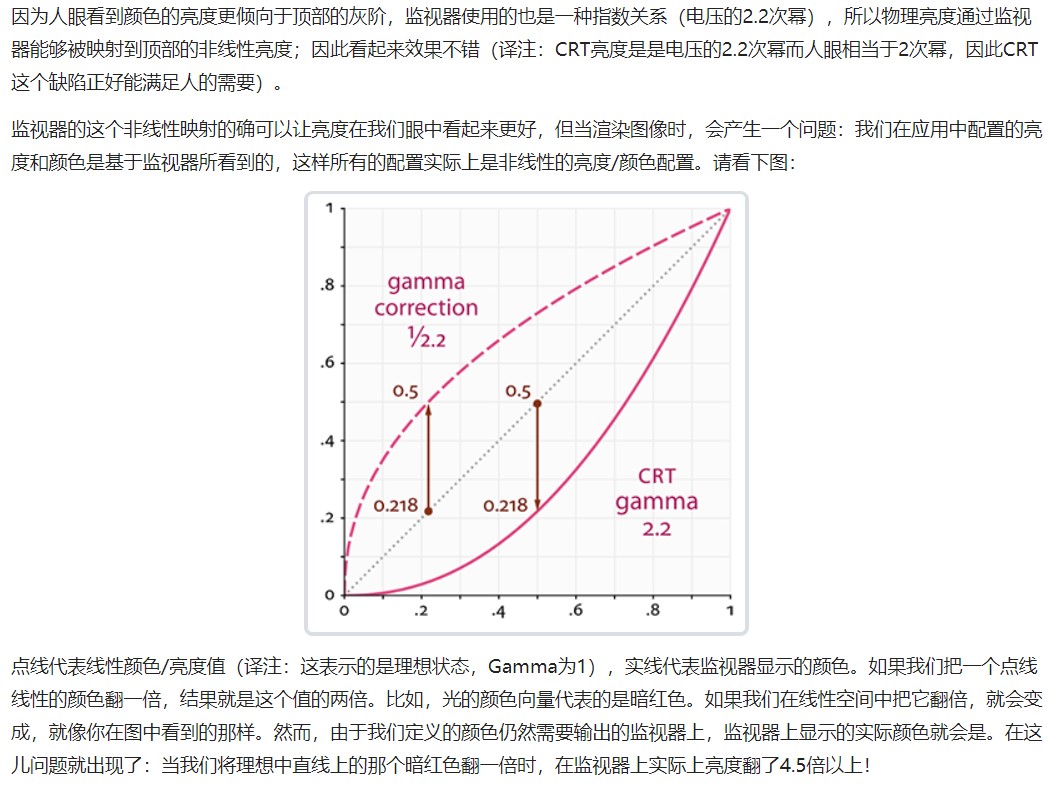 因为人眼看到颜色的亮度更倾向于顶部的灰阶，监视器使用的也是一种指数关系（电压的2.2次幂），所以物理亮度通过监视
器能够被映射到顶部的非线性亮度；因此看起来效果不错（译注：CRT亮度是是电压的2.2次幂而人眼相当于2次幂，因此CRT
这个缺陷正好能满足人的需要）。
监视器的这个非线性映射的确可以让亮度在我们眼中看起来更好，但当渲染图像时，会产生一个问题：我们在应用中配置的亮
度和颜色是基于监视器所看到的，这样所有的配置实际上是非线性的亮度/颜色配置。请看下图：
1
.8
gamma
correction
1/2.2
.6
0.5
0.5
.4
0.218
0.218
CRT
gamma
2.2
.2
0
0
.2
.4
.6
.8
1
点线代表线性颜色/亮度值（译注：这表示的是理想状态，Gamma为1），实线代表监视器显示的颜色。如果我们把一个点线
线性的颜色翻一倍，结果就是这个值的两倍。比如，光的颜色向量代表的是暗红色。如果我们在线性空间中把它翻倍，就会变
成，就像你在图中看到的那样。然而，由于我们定义的颜色仍然需要输出的监视器上，监视器上显示的实际颜色就会是。在这
儿问题就出现了：当我们将理想中直线上的那个暗红色翻一倍时，在监视器上实际上亮度翻了4.5倍以上！